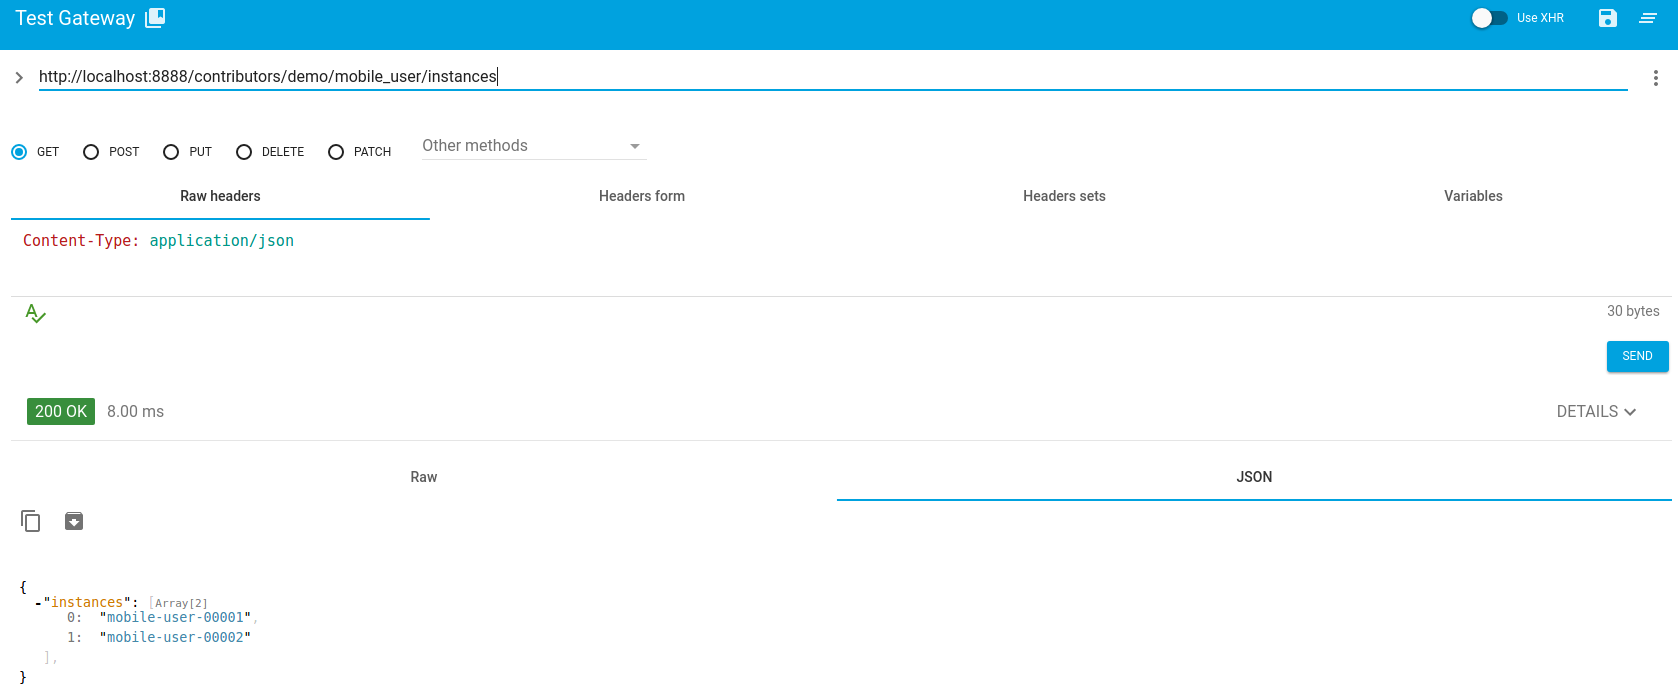 Test Gateway
Use XHR
http://localhost:8888/contributors/demo/mobile_user/instances
GET POST PUT DELETE PATCH Other methods
Raw headers Headers form Headers sets Variables
Content-Type: application/json
30 bytes
SEND
200 OK 8.00 ms DETAILS
Raw JSON
{
-"instances": [Array[2]
0: "mobile-user-00001",
1: "mobile-user-00002"
],
}